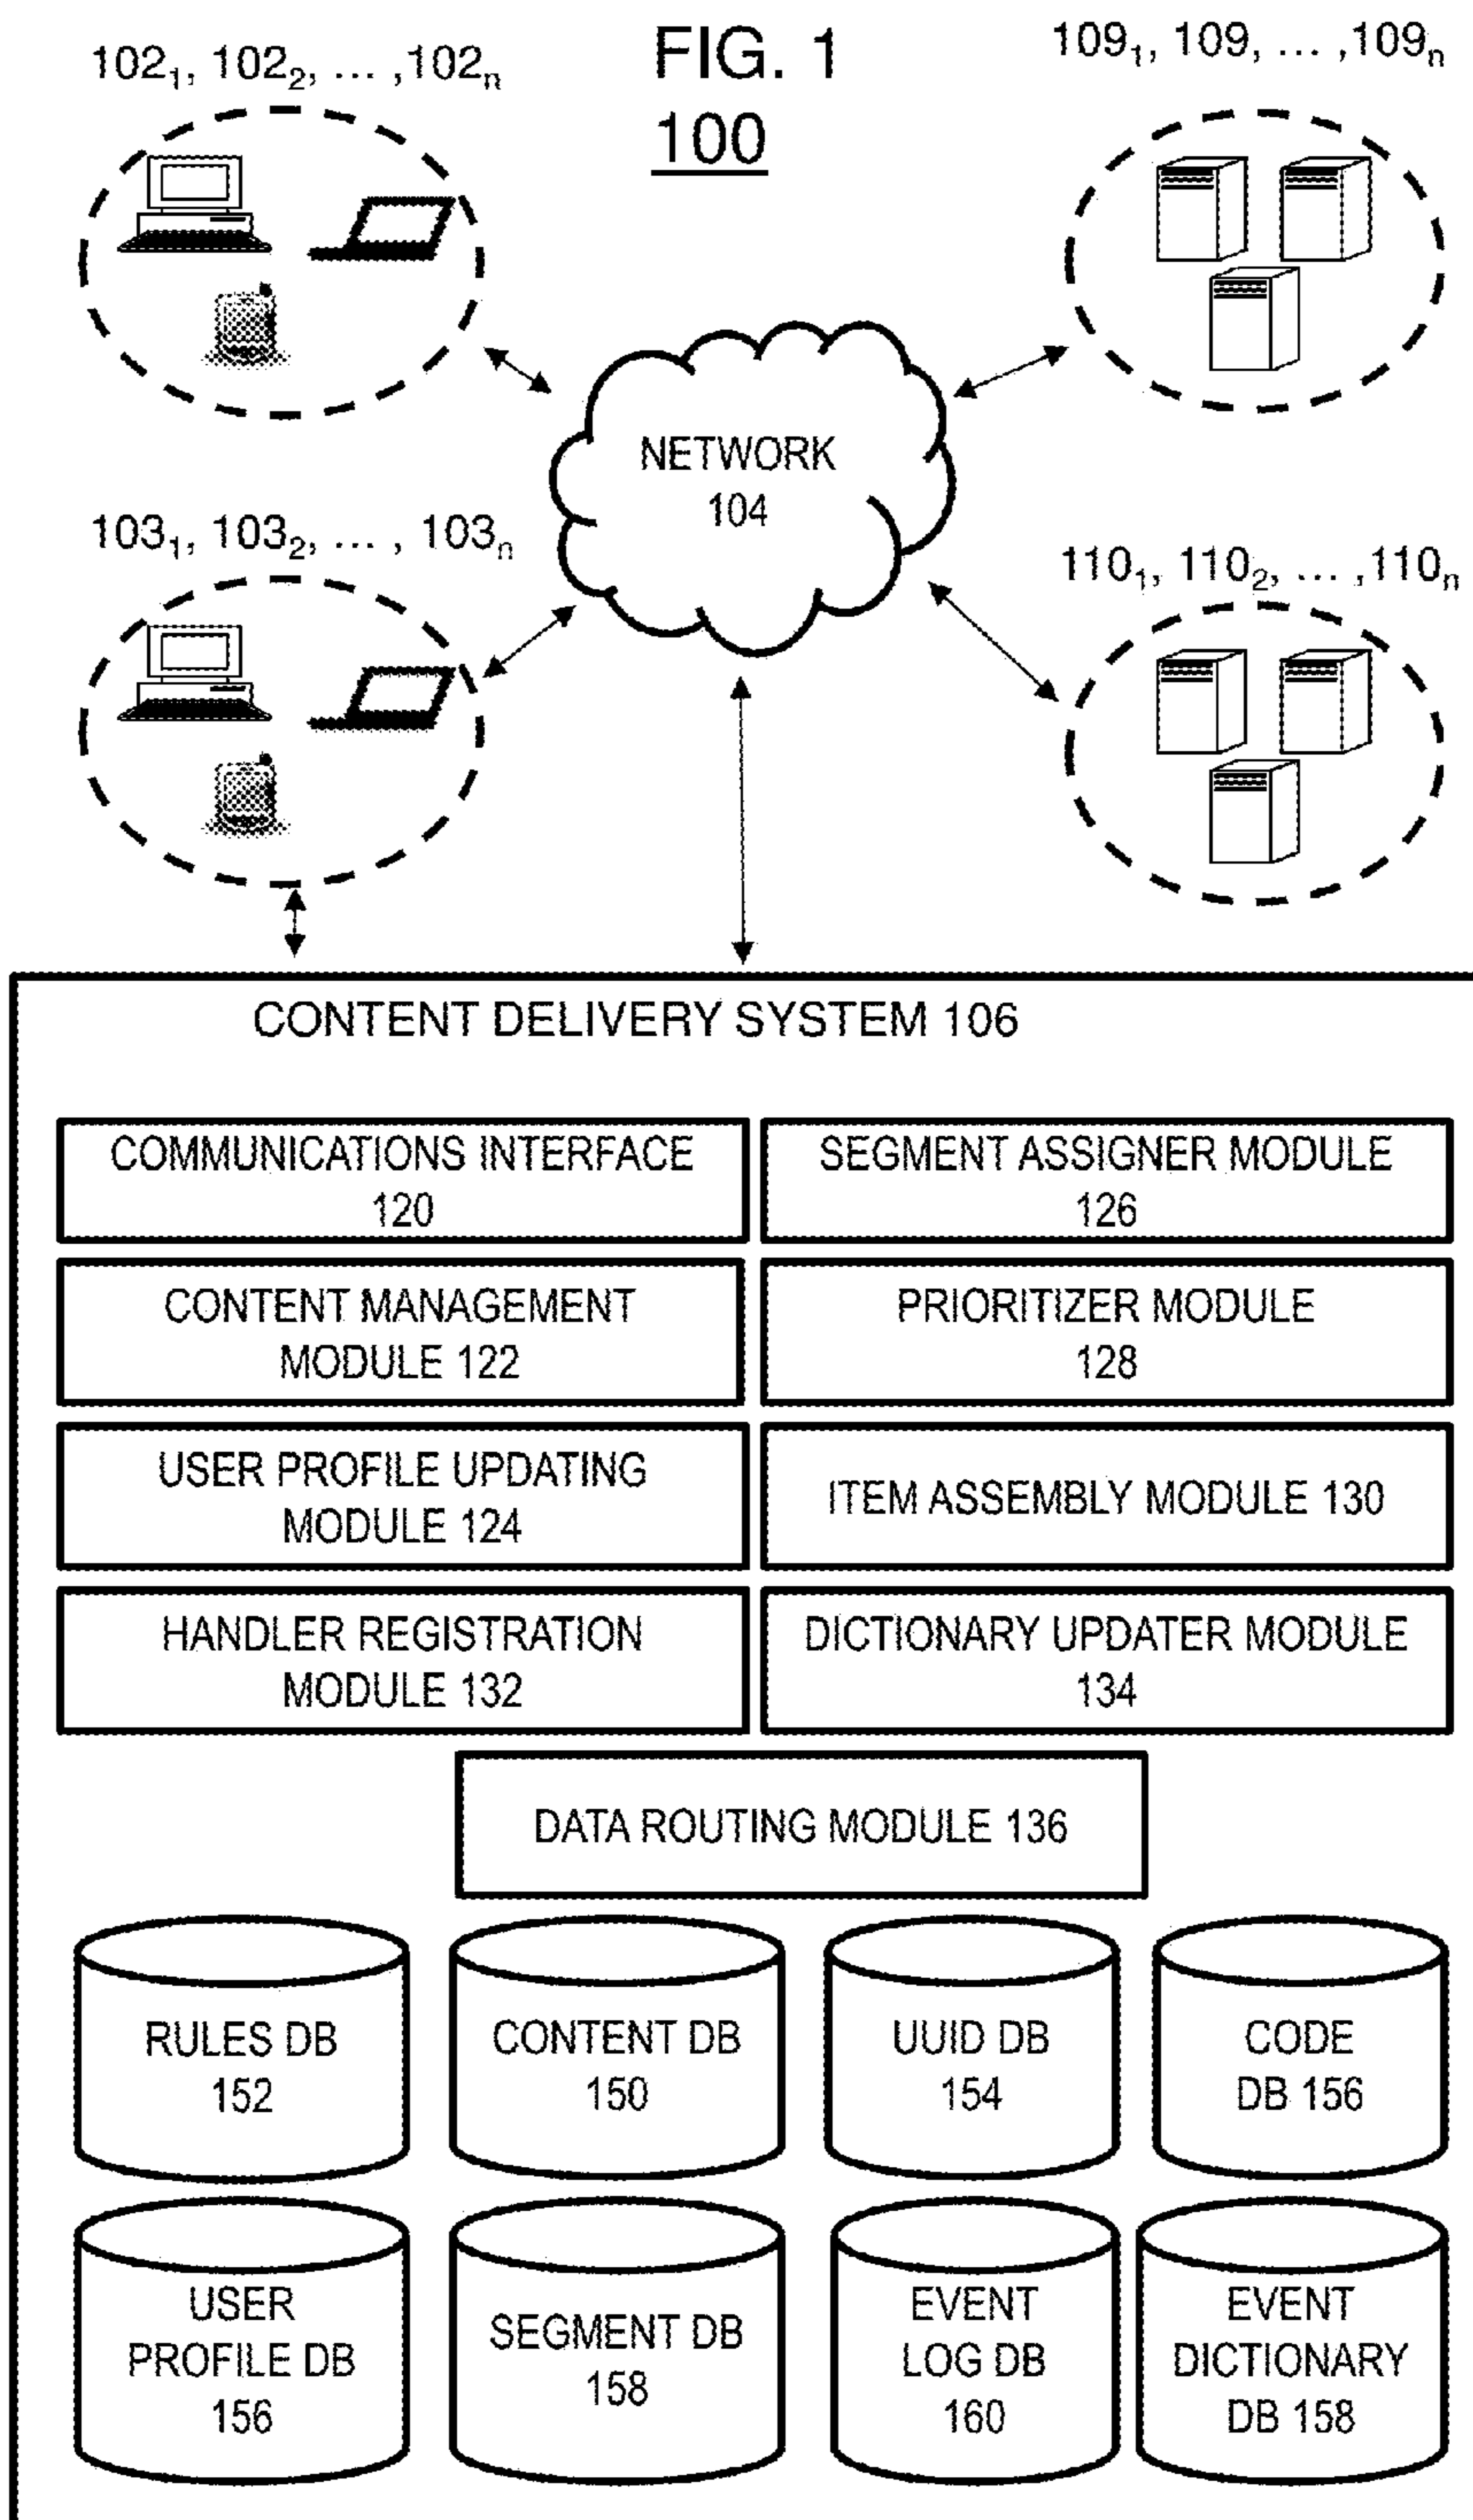 FIG. 1
100
102₁, 102₂, ... ,102ₙ
109₁, 109, ... ,109ₙ
NETWORK
104
103₁, 103₂, ... , 103ₙ
110₁, 110₂, ... ,110ₙ
CONTENT DELIVERY SYSTEM 106
COMMUNICATIONS INTERFACE
120
SEGMENT ASSIGNER MODULE
126
CONTENT MANAGEMENT
MODULE 122
PRIORITIZER MODULE
128
USER PROFILE UPDATING
MODULE 124
ITEM ASSEMBLY MODULE 130
HANDLER REGISTRATION
MODULE 132
DICTIONARY UPDATER MODULE
134
DATA ROUTING MODULE 136
RULES DB
152
CONTENT DB
150
UUID DB
154
CODE
DB 156
USER
PROFILE DB
156
SEGMENT DB
158
EVENT
LOG DB
160
EVENT
DICTIONARY
DB 158